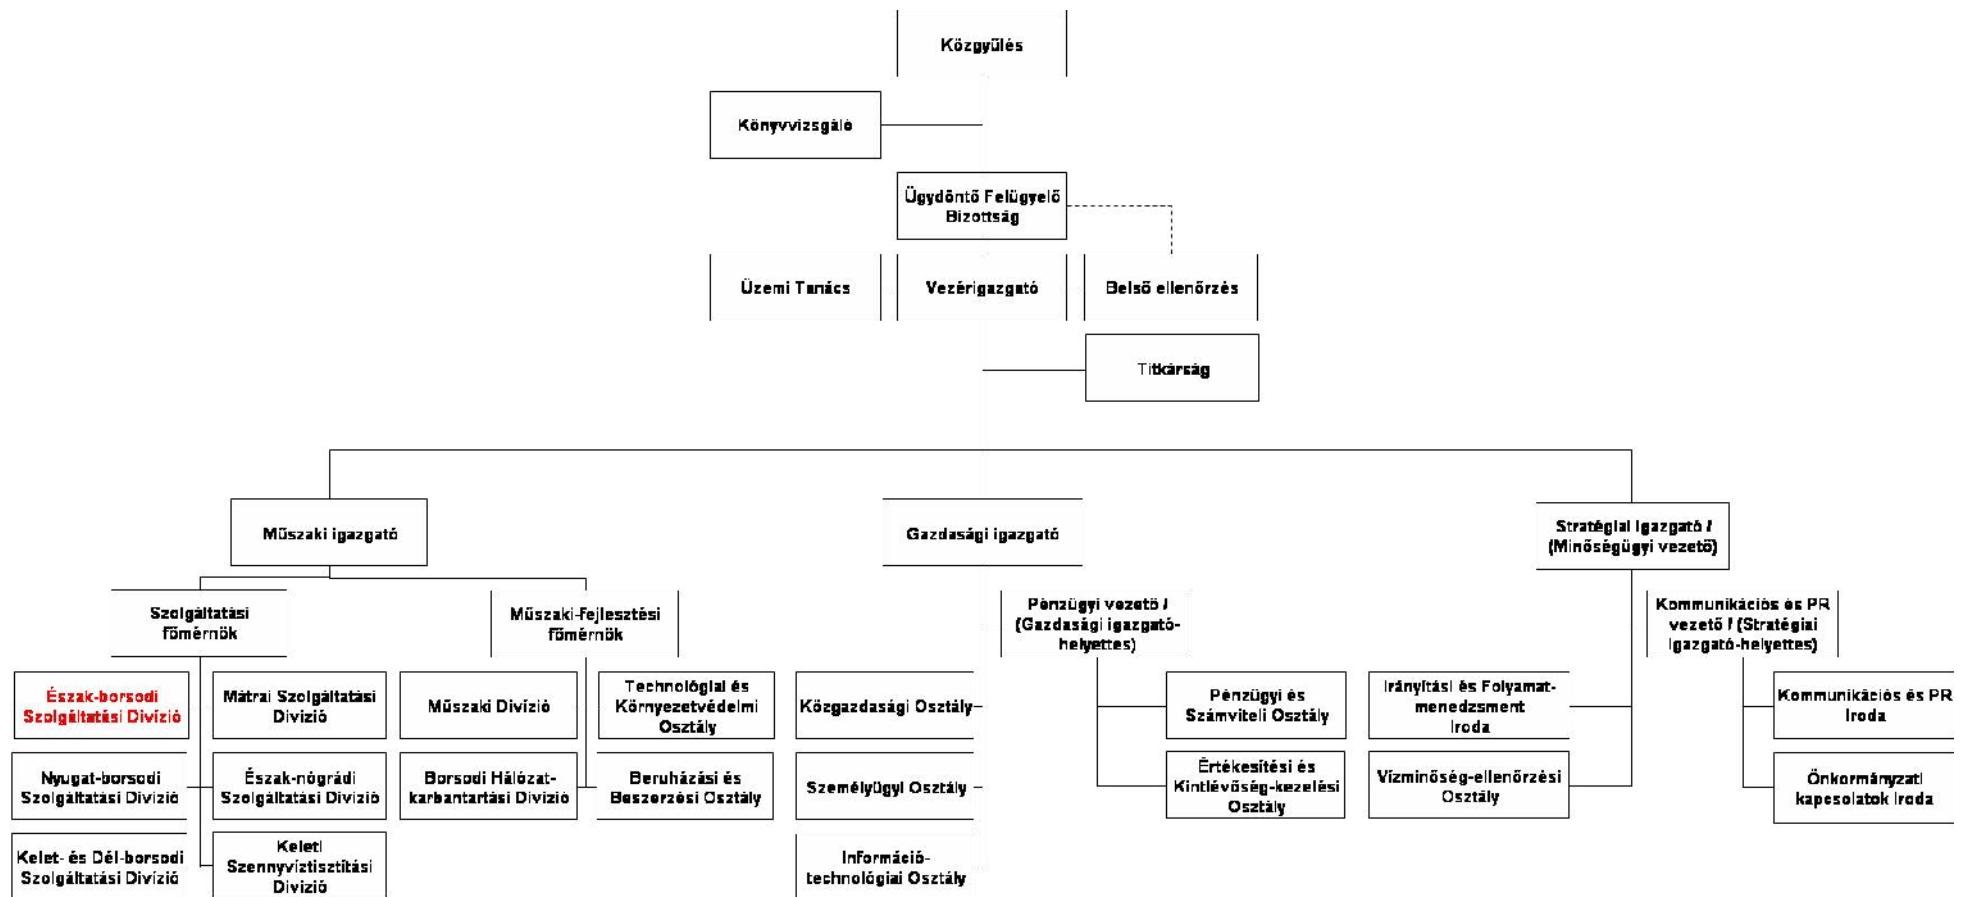 Közgyűlés
Könyvvizsgáló
Ügydöntő Felügyelő
Bizottság
Üzemi Tanács
Vezérigazgató
Belső ellenőrzés
Titkárság
Műszaki igazgató
Gazdasági igazgató
Stratégiai Igazgató /
(Minőségügyi vezető)
Szolgáltatási
főmérnök
Műszaki-fejlesztési
főmérnök
Pénzügyi vezető /
(Gazdasági igazgató-
helyettes)
Kommunikációs és PR
vezető / (Stratégiai
Igazgató-helyettes)
Észak-borsodi
Szolgáltatási Divízió
Mátrai Szolgáltatási
Divízió
Műszaki Divízió
Technológiai és
Környezetvédelmi
Osztály
Közgazdasági Osztály
Pénzügyi és
Számviteli Osztály
Irányítási és Folyamat-
menedzsment
Iroda
Kommunikációs és PR
Iroda
Nyugat-borsodi
Szolgáltatási Divízió
Észak-nógrádi
Szolgáltatási Divízió
Borsodi Hálózat-
karbantartási Divízió
Beruházási és
Beszerzési Osztály
Személyügyi Osztály
Értékesítési és
Kintlévőség-kezelési
Osztály
Vízminőség-ellenőrzési
Osztály
Önkormányzati
kapcsolatok Iroda
Kelet- és Dél-borsodi
Szolgáltatási Divízió
Keleti
Szennyvíztisztítási
Divízió
Információ-
technológiai Osztály